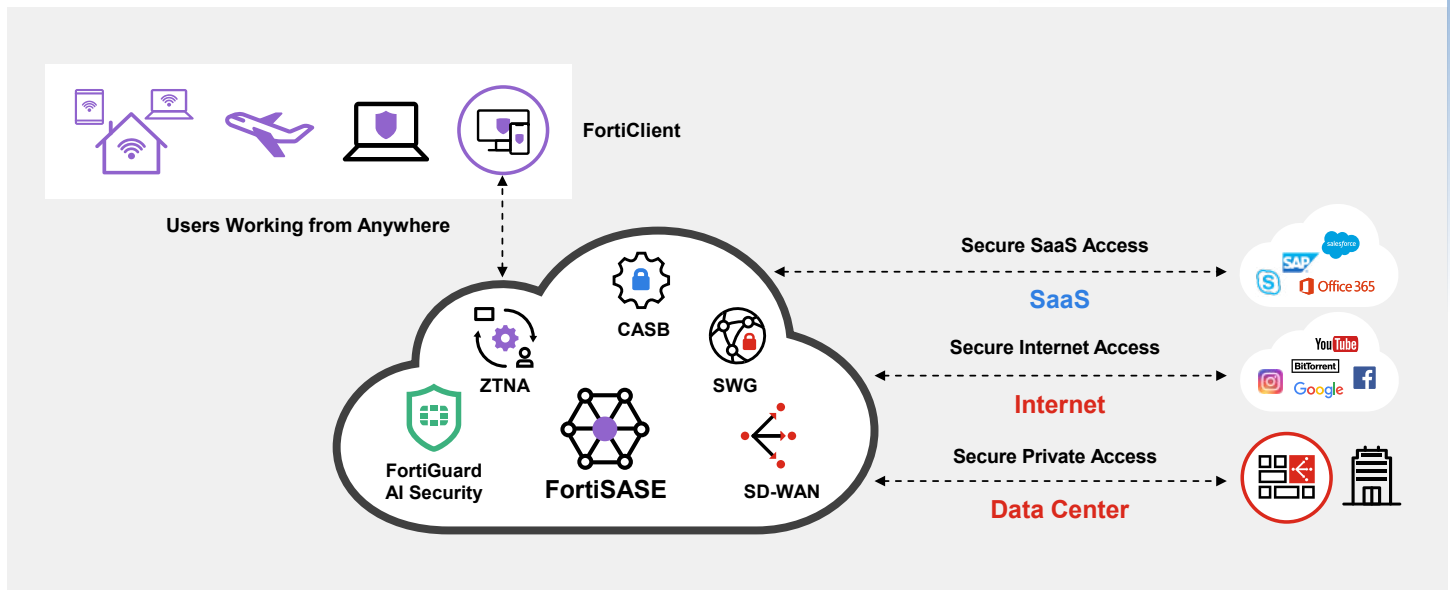 FortiClient
Users Working from Anywhere
CASB
ZTNA
SWG
FortiGuard
AI Security
FortiSASE
SD-WAN
Secure SaaS Access
SaaS
salesforce
SAP
S
Office 365
Secure Internet Access
Internet
YouTube
BitTorrent
Google
f
Secure Private Access
Data Center